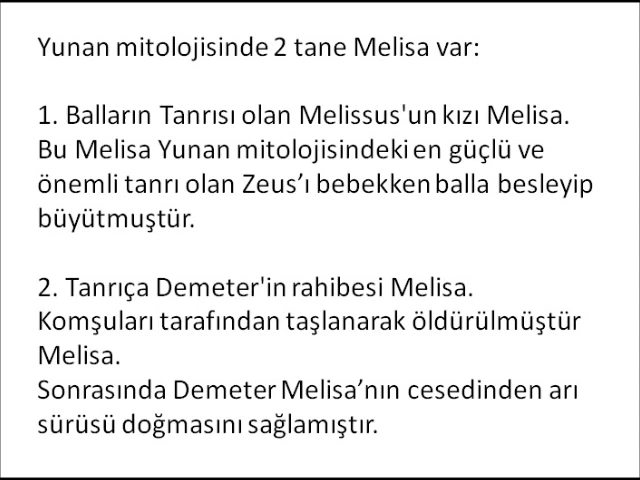 Yunan mitolojisinde 2 tane Melisa var:
1. Balların Tanrısı olan Melissus'un kızı Melisa.
Bu Melisa Yunan mitolojisindeki en güçlü ve
önemli tanrı olan Zeus’ı bebekken balla besleyip
büyütmuştür.
2. Tanrıça Demeter'in rahibesi Melisa.
Komşuları tarafından taşlanarak öldürülmüştür
Melisa.
Sonrasında Demeter Melisa’nın cesedinden arı
sürüsü doğmasını sağlamıştır.